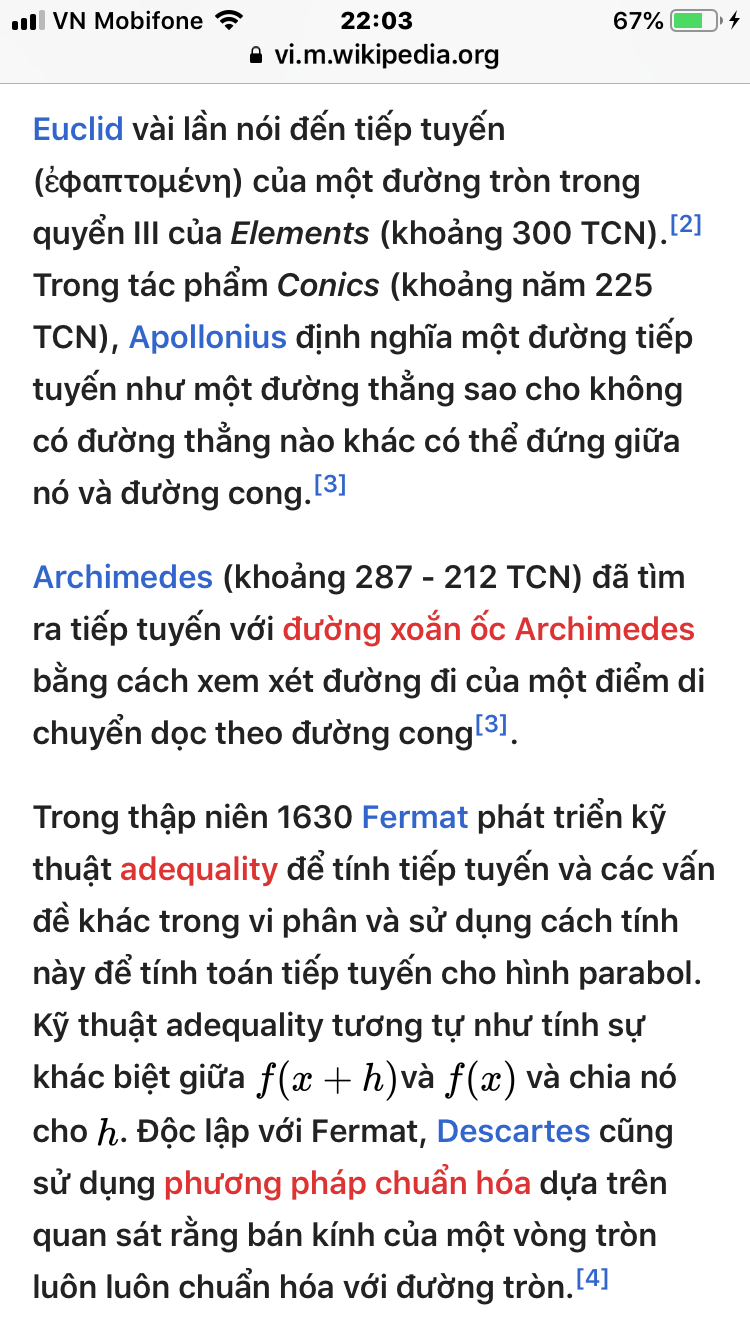 VN Mobifone 22:03 67%
vi.m.wikipedia.org
Euclid vài lần nói đến tiếp tuyến
(ἐφαπτομένη) của một đường tròn trong
quyển III của Elements (khoảng 300 TCN).[2]
Trong tác phẩm Conics (khoảng năm 225
TCN), Apollonius định nghĩa một đường tiếp
tuyến như một đường thẳng sao cho không
có đường thẳng nào khác có thể đứng giữa
nó và đường cong.[3]
Archimedes (khoảng 287 - 212 TCN) đã tìm
ra tiếp tuyến với đường xoắn ốc Archimedes
bằng cách xem xét đường đi của một điểm di
chuyển dọc theo đường cong[3].
Trong thập niên 1630 Fermat phát triển kỹ
thuật adequality để tính tiếp tuyến và các vấn
đề khác trong vi phân và sử dụng cách tính
này để tính toán tiếp tuyến cho hình parabol.
Kỹ thuật adequality tương tự như tính sự
khác biệt giữa f(x + h)và f(x) và chia nó
cho h. Độc lập với Fermat, Descartes cũng
sử dụng phương pháp chuẩn hóa dựa trên
quan sát rằng bán kính của một vòng tròn
luôn luôn chuẩn hóa với đường tròn.[4]